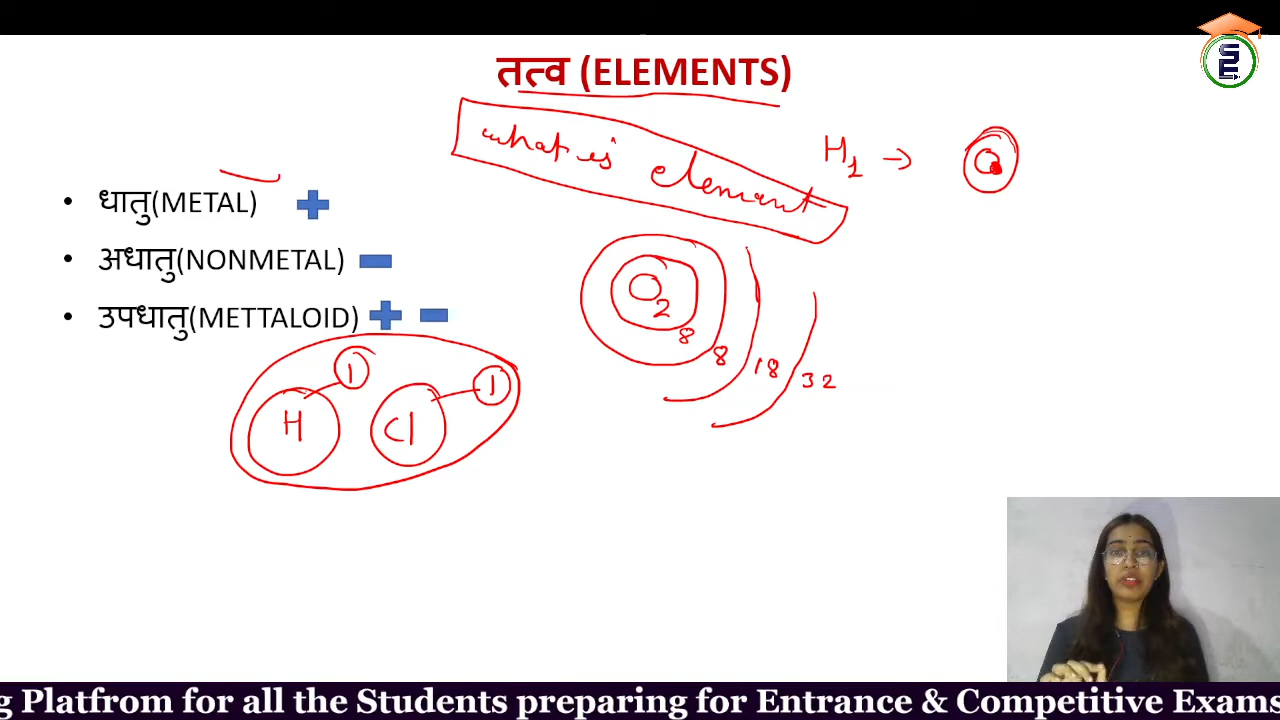 तत्व (ELEMENTS)
what is element
H1 →
• धातु(METAL)
• अधातु(NONMETAL)
• उपधातु(METTALOID)
2
8
8
18
32
1
1
H
Cl
g Platfrom for all the Students preparing for Entrance & Competitive Exams